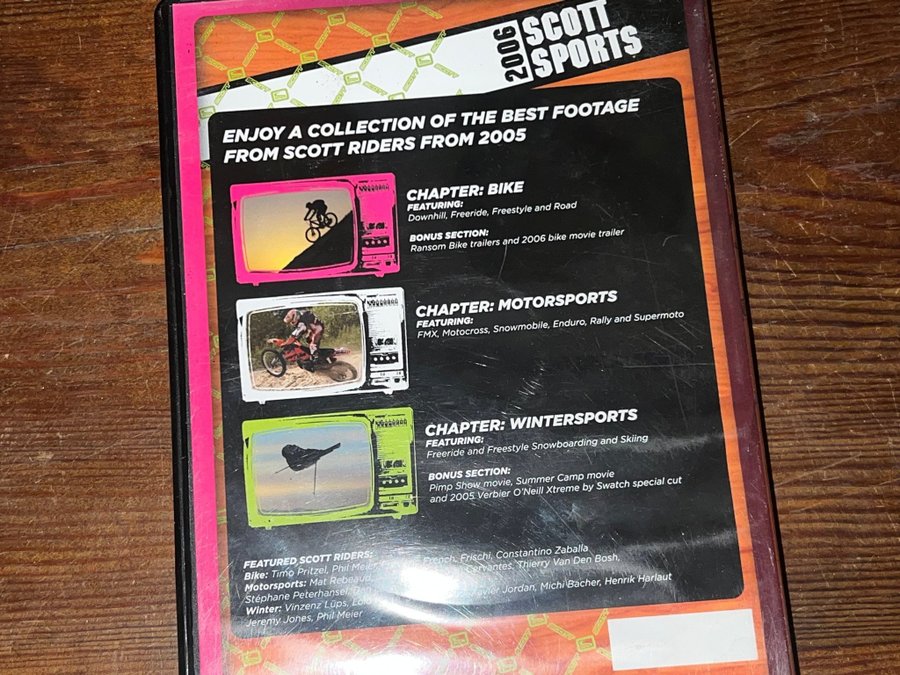 2006 SCOTT
SPORTS
ENJOY A COLLECTION OF THE BEST FOOTAGE
FROM SCOTT RIDERS FROM 2005
CHAPTER: BIKE
FEATURING:
Downhill, Freeride, Freestyle and Road
BONUS SECTION:
Ransom Bike trailers and 2006 bike movie trailer
CHAPTER: MOTORSPORTS
FEATURING:
FMX, Motocross, Snowmobile, Enduro, Rally and Supermoto
CHAPTER: WINTERSPORTS
FEATURING:
Freeride and Freestyle Snowboarding and Skiing
BONUS SECTION:
Pimp Show movie, Summer Camp movie
and 2005 Verbier O'Neill Xtreme by Swatch special cut
FEATURED SCOTT RIDERS:
Bike: Timo Pritzel, Phil Meier, French, Frischi, Constantino Zaballa
Motorsports: Mat Rebeaud, Cervantes, Thierry Van Den Bosh,
Stéphane Peterhansel,
Winter: Vinzenz Lüps, Jordan, Michi Bacher, Henrik Harlaut
Jeremy Jones, Phil Meier